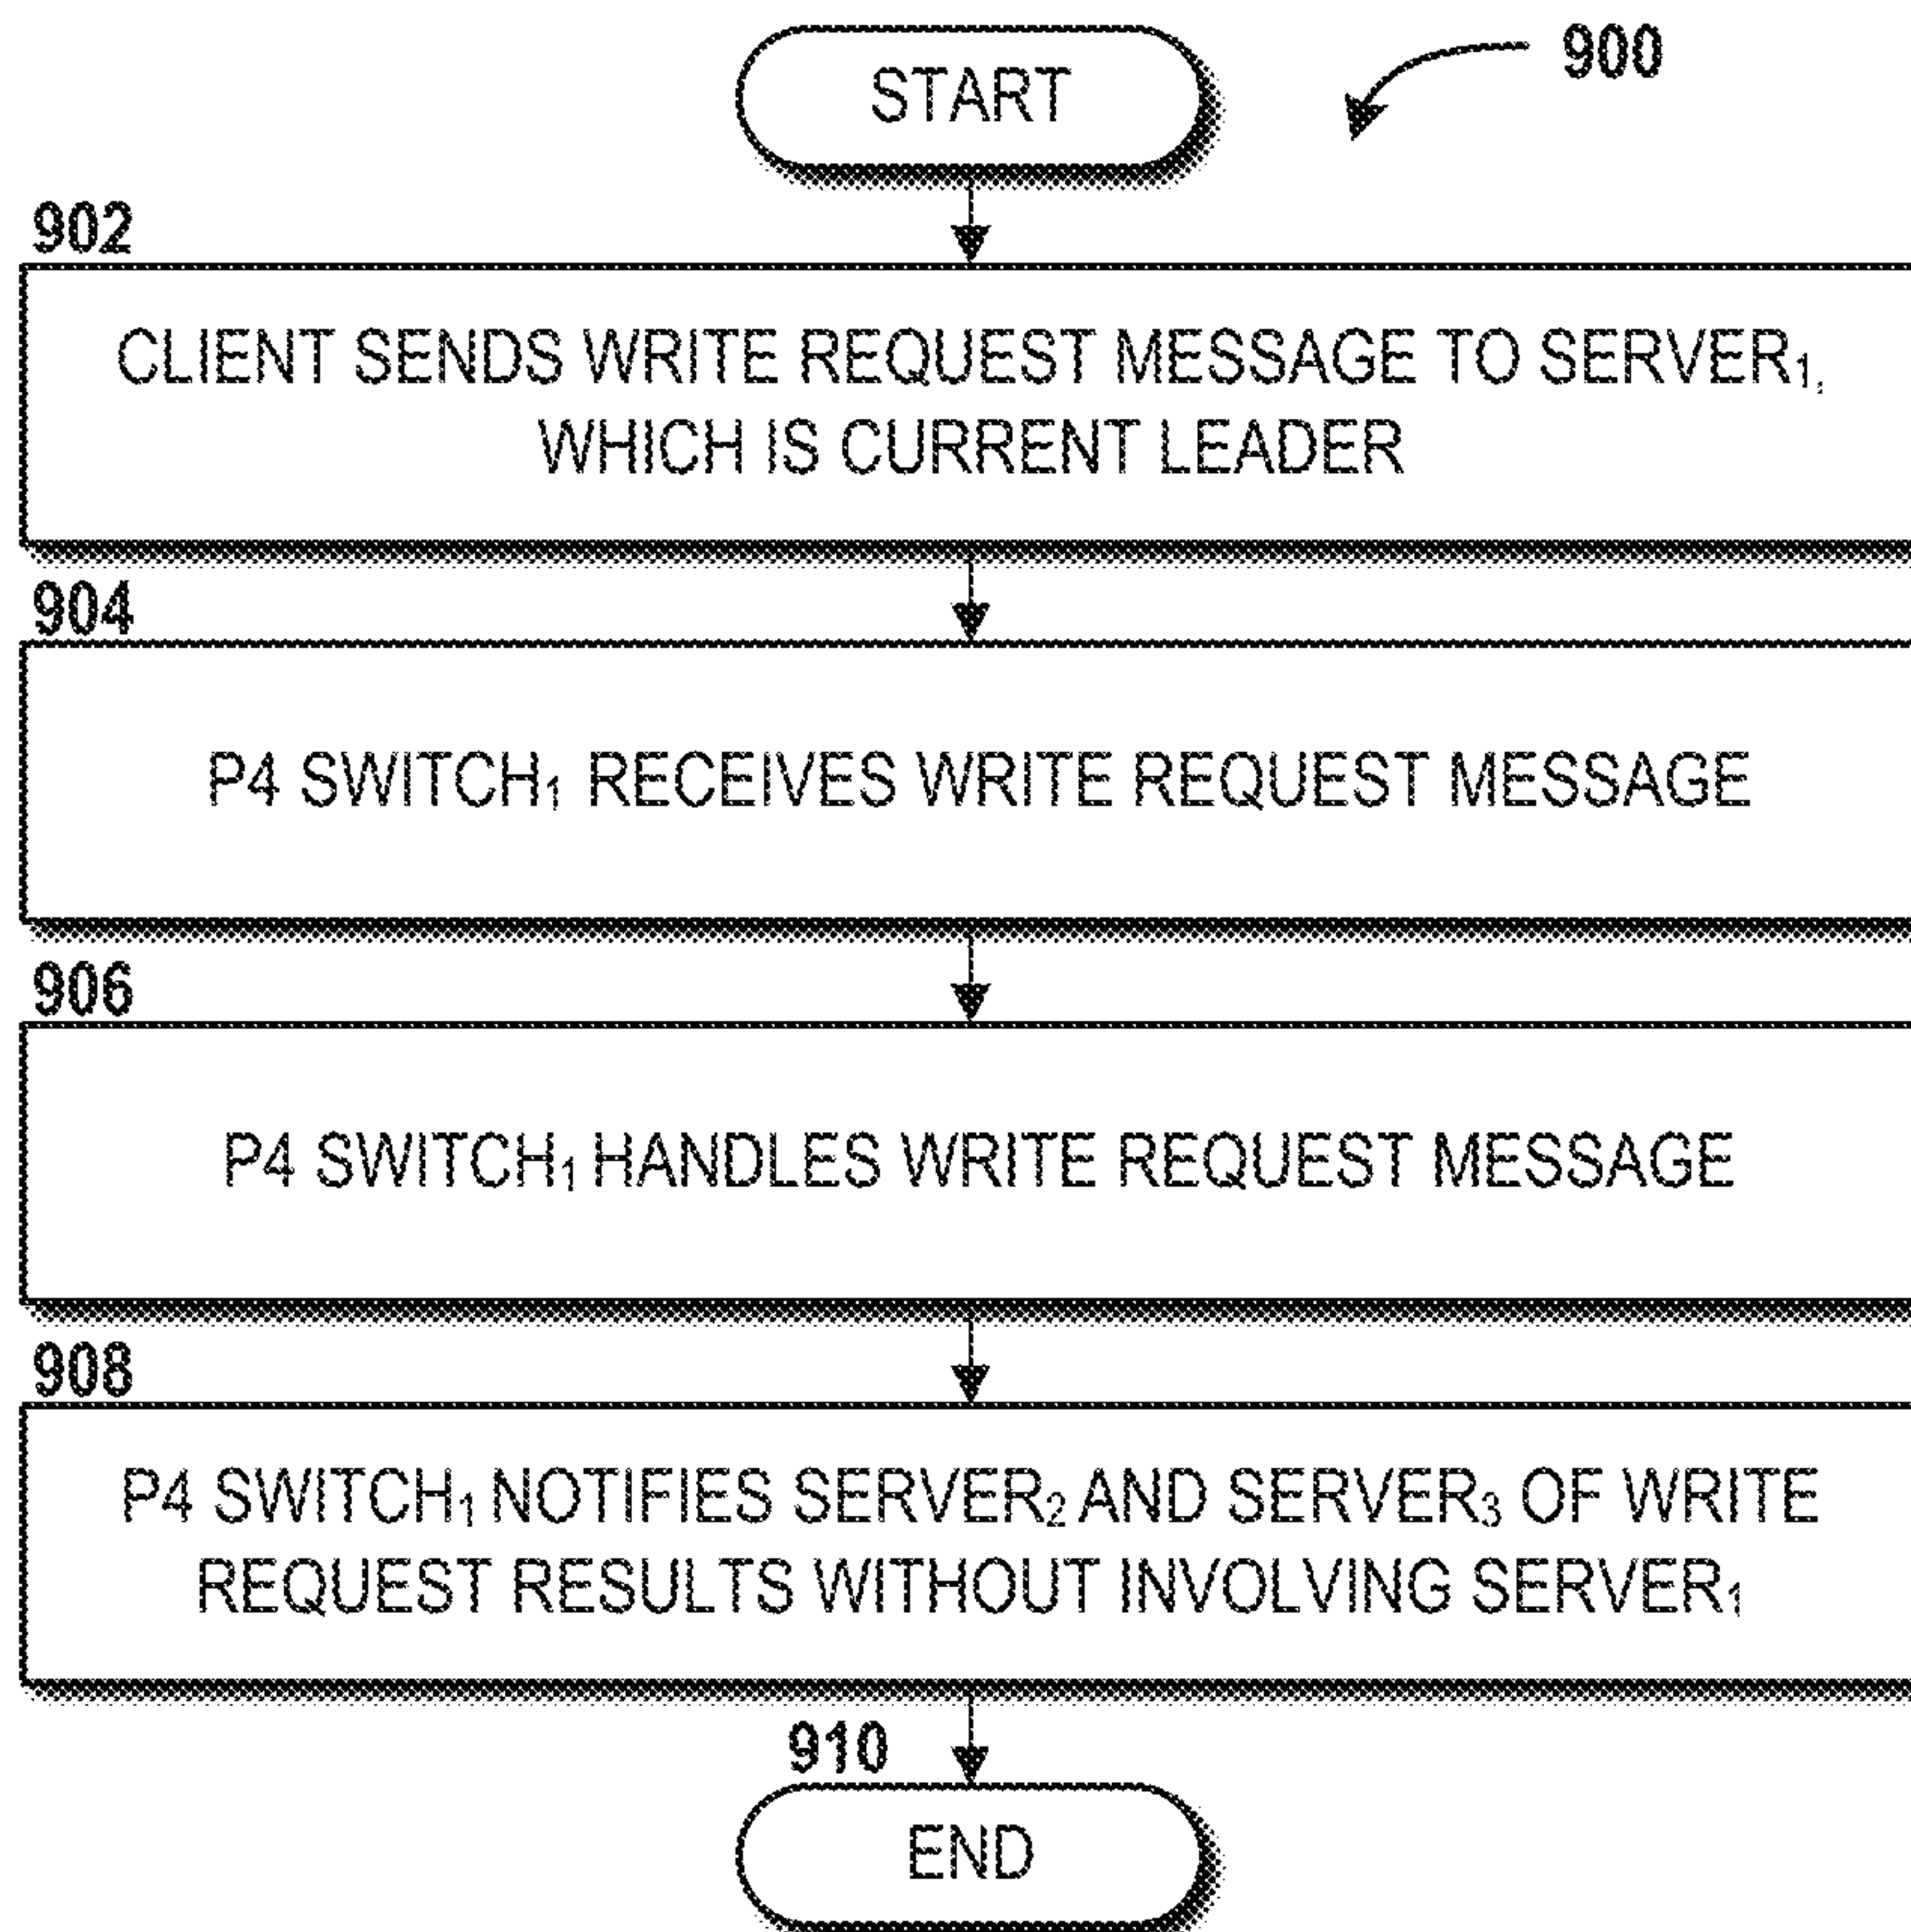 START
900
902
CLIENT SENDS WRITE REQUEST MESSAGE TO SERVER₁,
WHICH IS CURRENT LEADER
904
P4 SWITCH₁ RECEIVES WRITE REQUEST MESSAGE
906
P4 SWITCH₁ HANDLES WRITE REQUEST MESSAGE
908
P4 SWITCH₁ NOTIFIES SERVER₂ AND SERVER₃ OF WRITE
REQUEST RESULTS WITHOUT INVOLVING SERVER₁
910
END